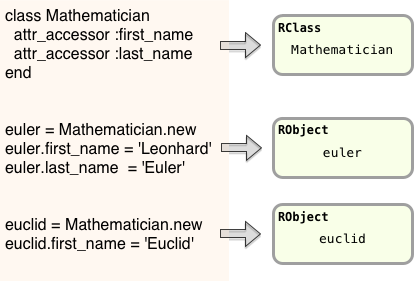 class Mathematician
  attr_accessor :first_name
  attr_accessor :last_name
end
RClass
Mathematician
euler = Mathematician.new
euler.first_name = 'Leonhard'
euler.last_name  = 'Euler'
RObject
euler
euclid = Mathematician.new
euclid.first_name = 'Euclid'
RObject
euclid